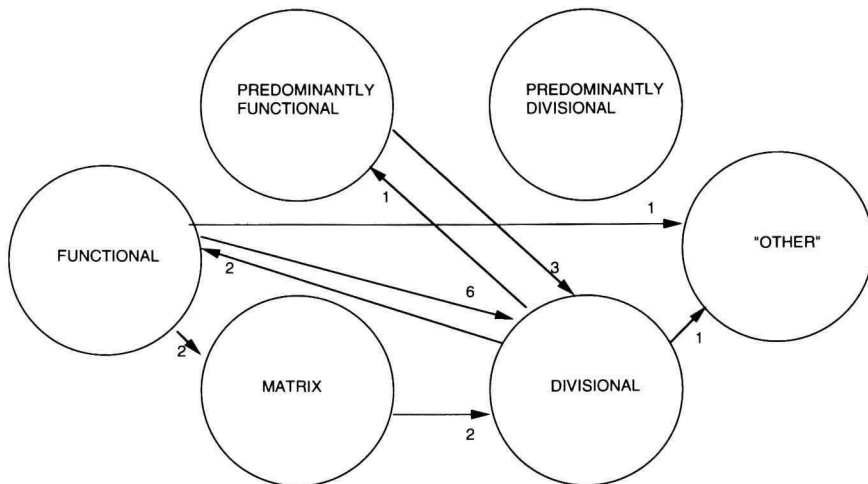 PREDOMINANTLY
FUNCTIONAL
PREDOMINANTLY
DIVISIONAL
1
1
FUNCTIONAL
2
3
"OTHER"
6
2
1
MATRIX
DIVISIONAL
2